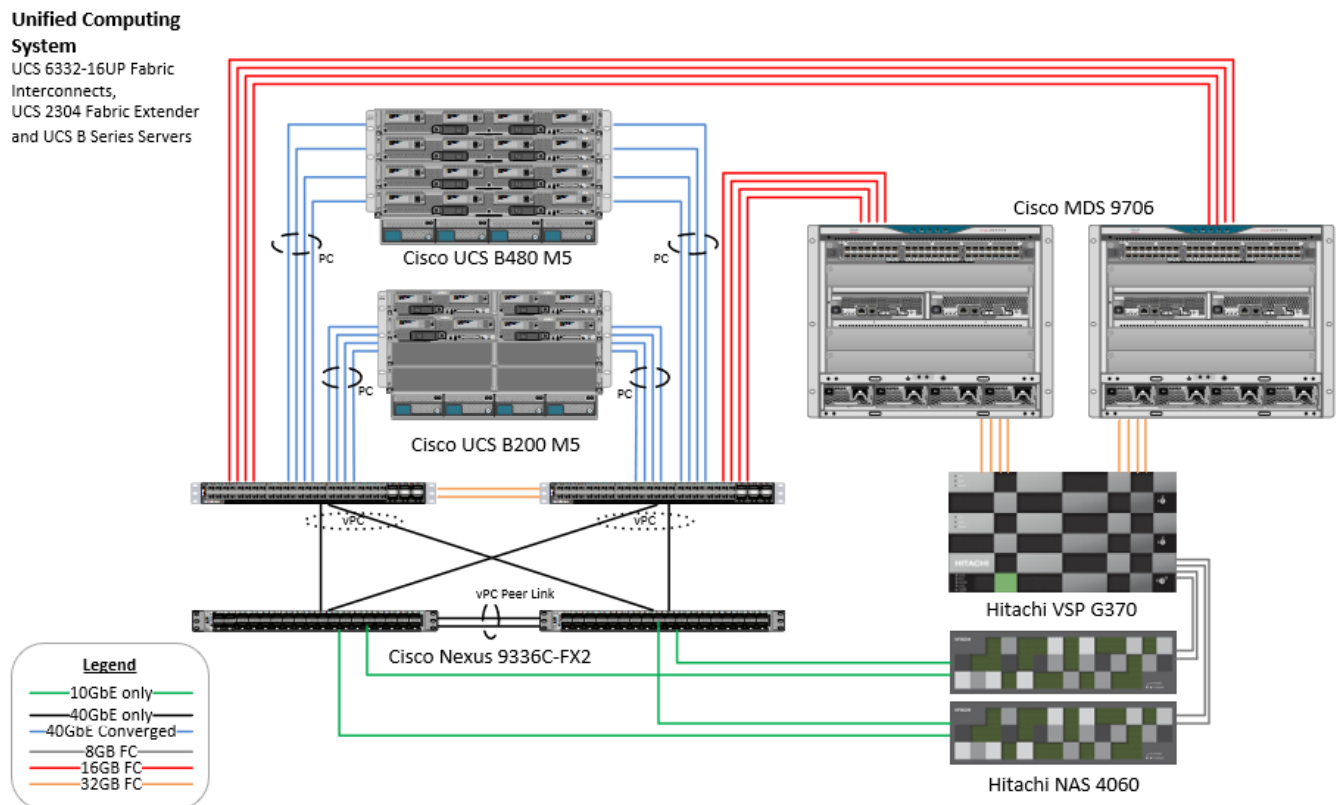 Unified Computing
System
UCS 6332-16UP Fabric
Interconnects,
UCS 2304 Fabric Extender
and UCS B Series Servers
Cisco MDS 9706
PC
PC
Cisco UCS B480 M5
PC
PC
Cisco UCS B200 M5
vPC
vPC
HITACHI
vPC Peer Link
Hitachi VSP G370
Cisco Nexus 9336C-FX2
HITACHI
HITACHI
Hitachi NAS 4060
Legend
10GbE only
40GbE only
40GbE Converged
8GB FC
16GB FC
32GB FC